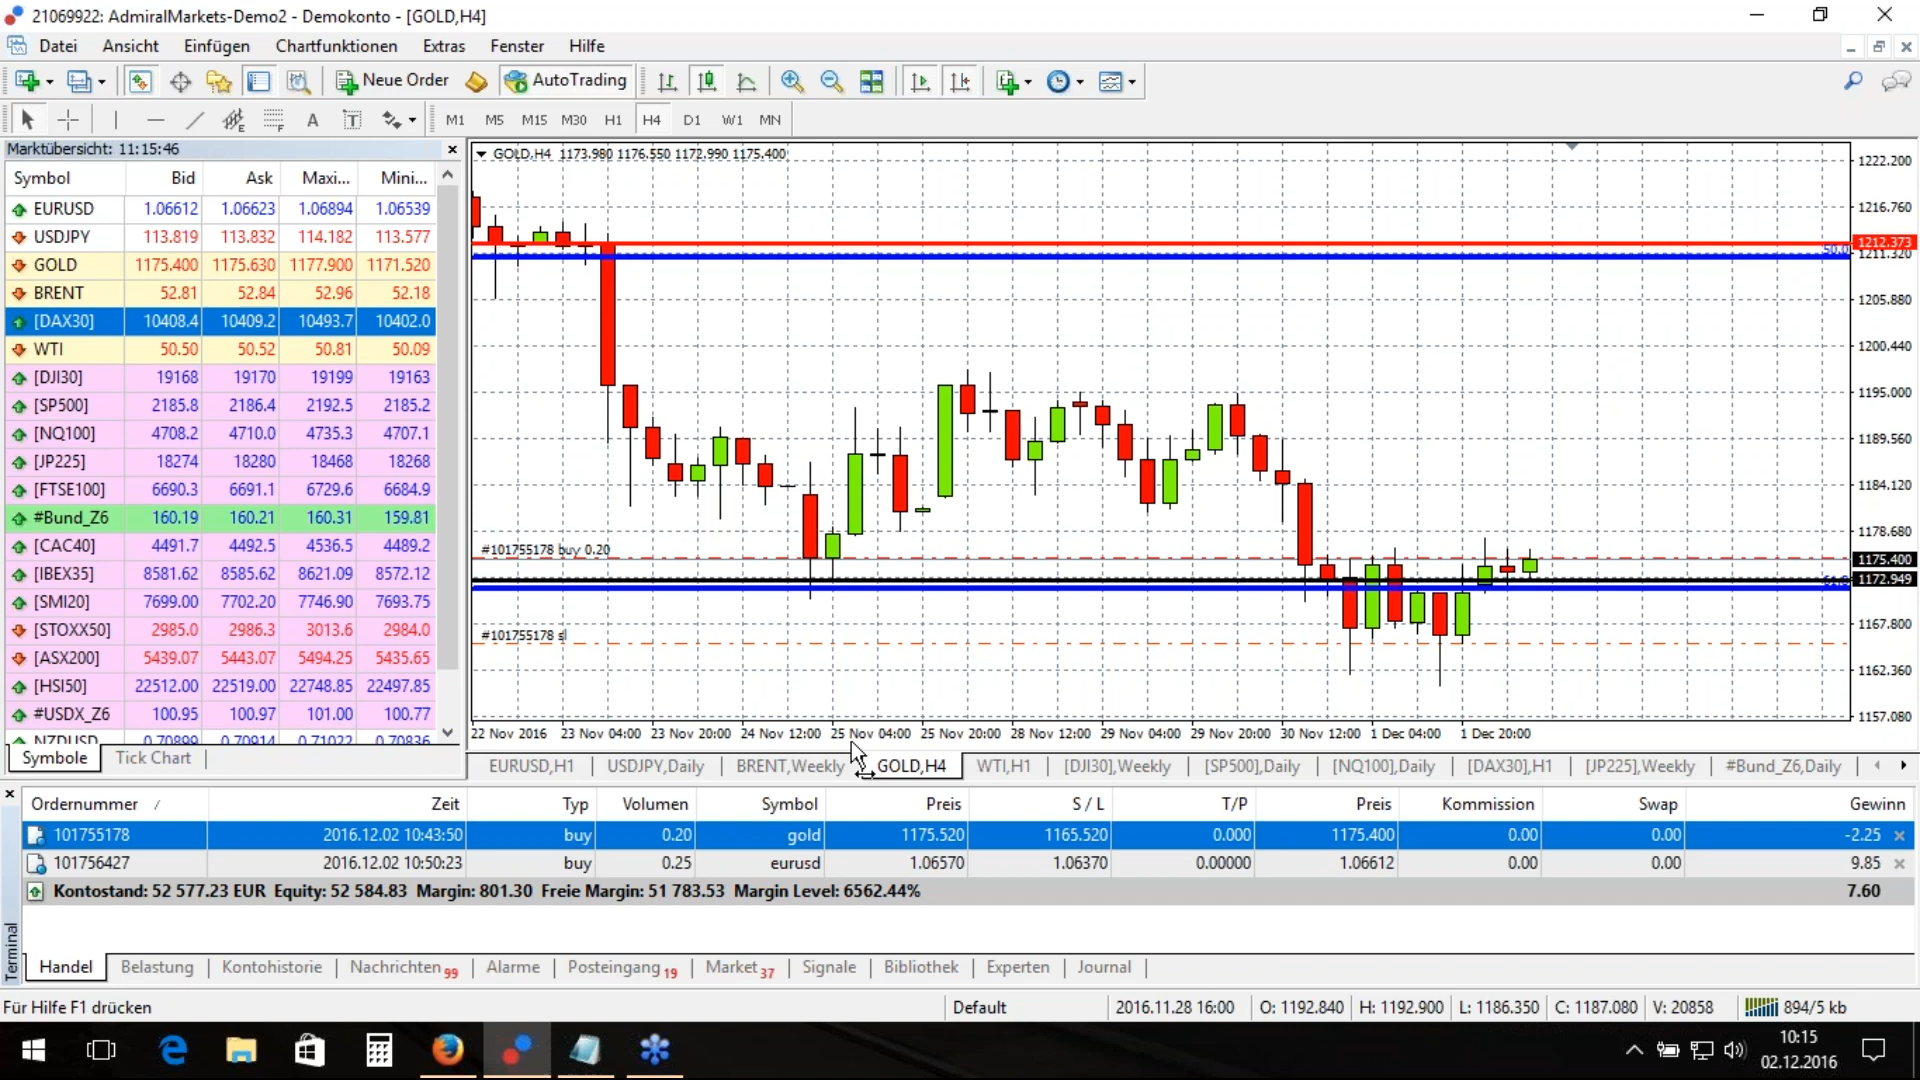 21069922: AdmiralMarkets-Demo2 - Demokonto - [GOLD,H4]
Datei Ansicht Einfügen Chartfunktionen Extras Fenster Hilfe
Neue Order AutoTrading
A T M1 M5 M15 M30 H1 H4 D1 W1 MN
Marktübersicht: 11:15:46
Symbol Bid Ask Maxi... Mini...
EURUSD 1.06612 1.06623 1.06894 1.06539
USDJPY 113.819 113.832 114.182 113.577
GOLD 1175.400 1175.630 1177.900 1171.520
BRENT 52.81 52.84 52.96 52.18
[DAX30] 10408.4 10409.2 10493.7 10402.0
WTI 50.50 50.52 50.81 50.09
[DJI30] 19168 19170 19199 19163
[SP500] 2185.8 2186.4 2192.5 2185.2
[NQ100] 4708.2 4710.0 4735.3 4707.1
[JP225] 18274 18280 18468 18268
[FTSE100] 6690.3 6691.1 6729.6 6684.9
#Bund_Z6 160.19 160.21 160.31 159.81
[CAC40] 4491.7 4492.5 4536.5 4489.2
[IBEX35] 8581.62 8585.62 8621.09 8572.12
[SMI20] 7699.00 7702.20 7746.90 7693.75
[STOXX50] 2985.0 2986.3 3013.6 2984.0
[ASX200] 5439.07 5443.07 5494.25 5435.65
[HSI50] 22512.00 22519.00 22748.85 22497.85
#USDX_Z6 100.95 100.97 101.00 100.77
NZDUSD 0.70899 0.70914 0.71022 0.70836
Symbole Tick Chart
GOLD,H4 1173.980 1176.550 1172.990 1175.400
1222.200
1216.760
1212.373
50.0
1211.320
1205.880
1200.440
1195.000
1189.560
1184.120
1178.680
#101755178 buy 0.20
1175.400
1172.949
61.8
1167.800
#101755178 sl
1162.360
1157.080
22 Nov 2016 23 Nov 04:00 23 Nov 20:00 24 Nov 12:00 25 Nov 04:00 25 Nov 20:00 28 Nov 12:00 29 Nov 04:00 29 Nov 20:00 30 Nov 12:00 1 Dec 04:00 1 Dec 20:00
EURUSD,H1 USDJPY,Daily BRENT,Weekly GOLD,H4 WTI,H1 [DJI30],Weekly [SP500],Daily [NQ100],Daily [DAX30],H1 [JP225],Weekly #Bund_Z6,Daily
Ordernummer Zeit Typ Volumen Symbol Preis S / L T/P Preis Kommission Swap Gewinn
101755178 2016.12.02 10:43:50 buy 0.20 gold 1175.520 1165.520 0.000 1175.400 0.00 0.00 -2.25
101756427 2016.12.02 10:50:23 buy 0.25 eurusd 1.06570 1.06370 0.00000 1.06612 0.00 0.00 9.85
Kontostand: 52 577.23 EUR Equity: 52 584.83 Margin: 801.30 Freie Margin: 51 783.53 Margin Level: 6562.44% 7.60
Terminal
Handel Belastung Kontohistorie Nachrichten 99 Alarme Posteingang 19 Market 37 Signale Bibliothek Experten Journal
Für Hilfe F1 drücken Default 2016.11.28 16:00 O: 1192.840 H: 1192.900 L: 1186.350 C: 1187.080 V: 20858 894/5 kb
10:15
02.12.2016